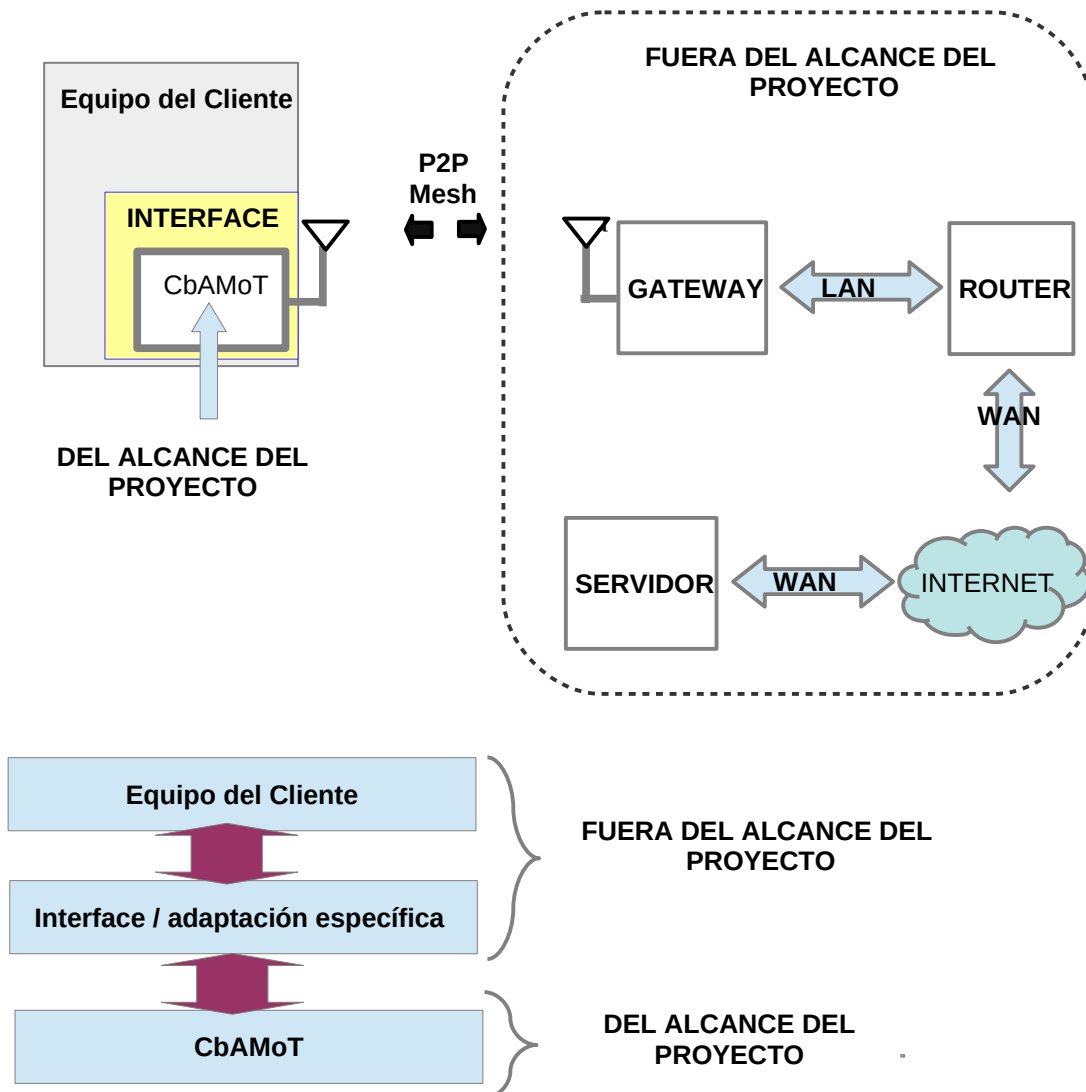 FUERA DEL ALCANCE DEL
PROYECTO
Equipo del Cliente
P2P
Mesh
INTERFACE
CbAMoT
GATEWAY
LAN
ROUTER
WAN
DEL ALCANCE DEL
PROYECTO
SERVIDOR
WAN
INTERNET
Equipo del Cliente
FUERA DEL ALCANCE DEL
PROYECTO
Interface / adaptación específica
CbAMoT
DEL ALCANCE DEL
PROYECTO